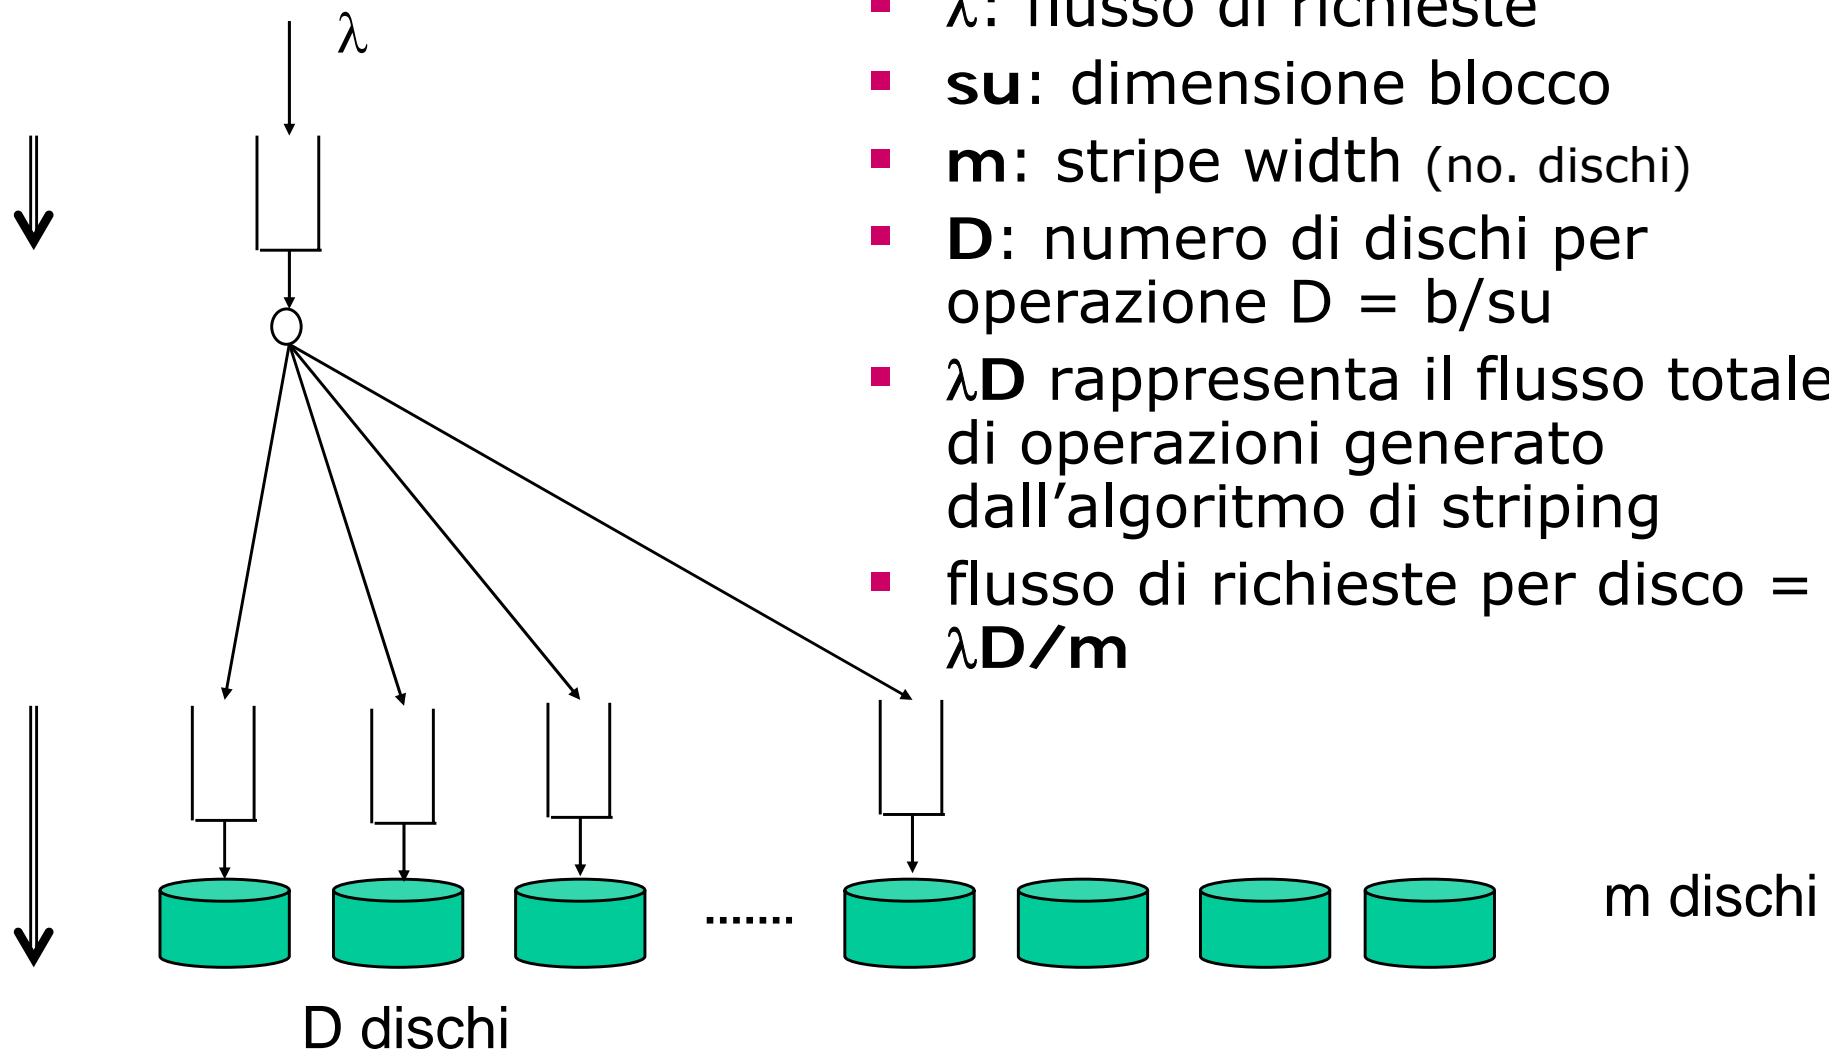 λ
λ: flusso di richieste
su: dimensione blocco
m: stripe width (no. dischi)
D: numero di dischi per
operazione D = b/su
λD rappresenta il flusso totale
di operazioni generato
dall’algoritmo di striping
flusso di richieste per disco =
λD/m
.......
m dischi
D dischi